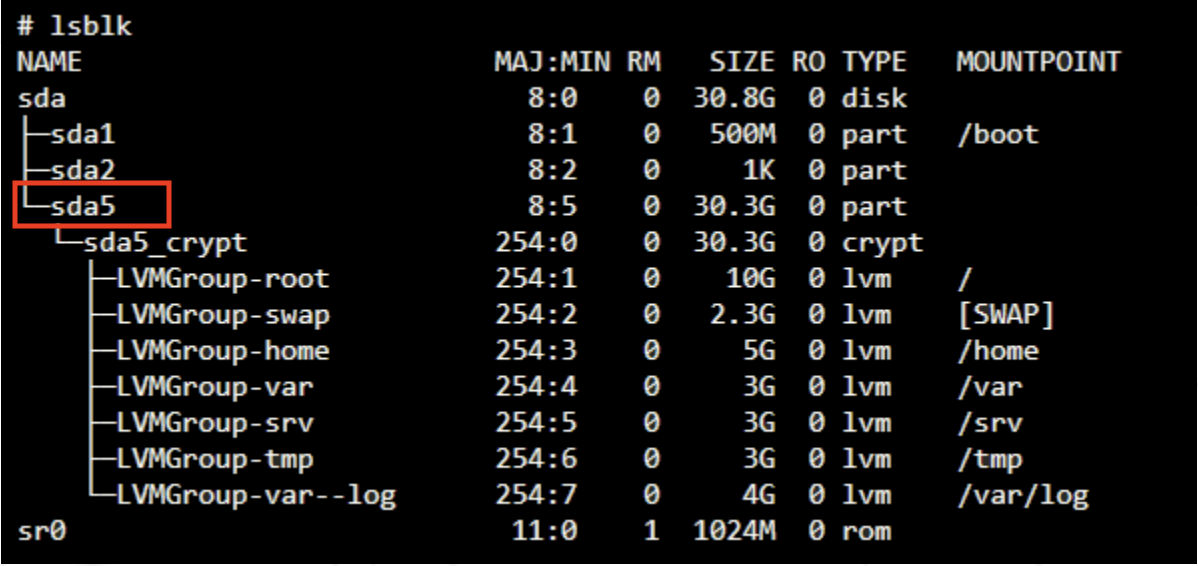 # lsblk
NAME                         MAJ:MIN RM   SIZE RO TYPE   MOUNTPOINT
sda                            8:0    0  30.8G  0 disk
├─sda1                         8:1    0   500M  0 part   /boot
├─sda2                         8:2    0     1K  0 part
└─sda5                         8:5    0  30.3G  0 part
  └─sda5_crypt               254:0    0  30.3G  0 crypt
    ├─LVMGroup-root          254:1    0    10G  0 lvm    /
    ├─LVMGroup-swap          254:2    0   2.3G  0 lvm    [SWAP]
    ├─LVMGroup-home          254:3    0     5G  0 lvm    /home
    ├─LVMGroup-var           254:4    0     3G  0 lvm    /var
    ├─LVMGroup-srv           254:5    0     3G  0 lvm    /srv
    ├─LVMGroup-tmp           254:6    0     3G  0 lvm    /tmp
    └─LVMGroup-var--log      254:7    0     4G  0 lvm    /var/log
sr0                           11:0    1  1024M  0 rom